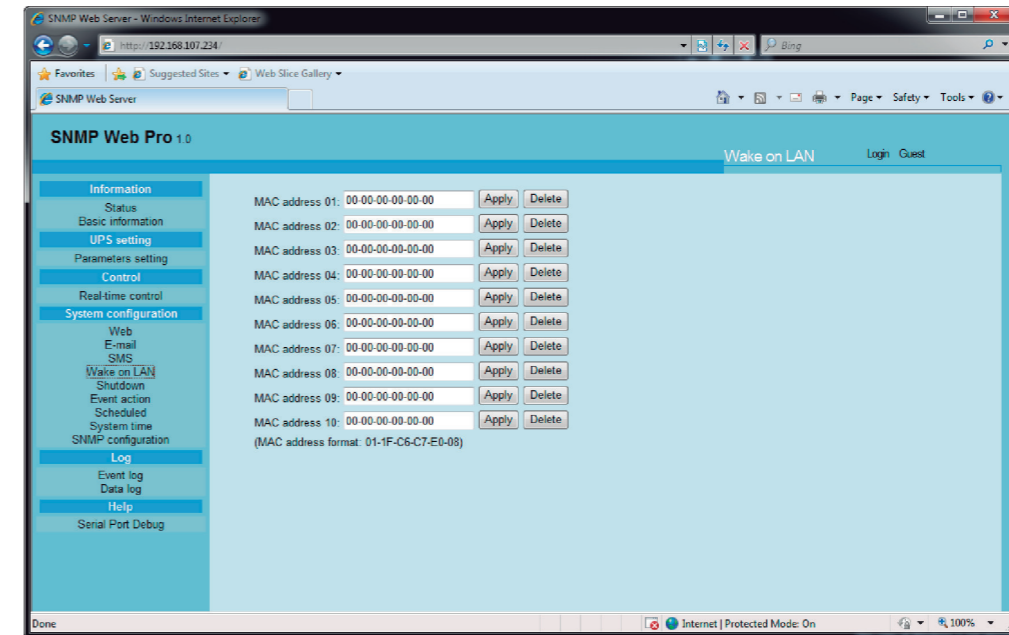 SNMP Web Server - Windows Internet Explorer
http://192.168.107.234/
Bing
Favorites
Suggested Sites
Web Slice Gallery
SNMP Web Server
Page
Safety
Tools
SNMP Web Pro 1.0
Wake on LAN
Login Guest
Information
Status
Basic information
UPS setting
Parameters setting
Control
Real-time control
System configuration
Web
E-mail
SMS
Wake on LAN
Shutdown
Event action
Scheduled
System time
SNMP configuration
Log
Event log
Data log
Help
Serial Port Debug
MAC address 01: 00-00-00-00-00-00 Apply Delete
MAC address 02: 00-00-00-00-00-00 Apply Delete
MAC address 03: 00-00-00-00-00-00 Apply Delete
MAC address 04: 00-00-00-00-00-00 Apply Delete
MAC address 05: 00-00-00-00-00-00 Apply Delete
MAC address 06: 00-00-00-00-00-00 Apply Delete
MAC address 07: 00-00-00-00-00-00 Apply Delete
MAC address 08: 00-00-00-00-00-00 Apply Delete
MAC address 09: 00-00-00-00-00-00 Apply Delete
MAC address 10: 00-00-00-00-00-00 Apply Delete
(MAC address format: 01-1F-C6-C7-E0-08)
Done
Internet | Protected Mode: On
100%